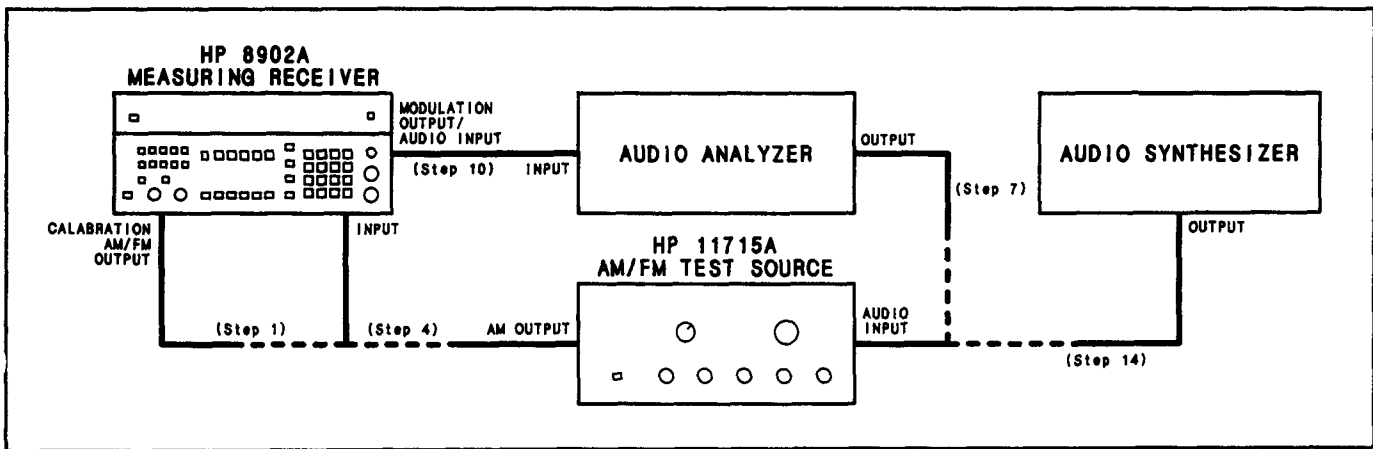 HP 8902A
MEASURING RECEIVER
MODULATION
OUTPUT/
AUDIO INPUT
(Step 10)
INPUT
AUDIO ANALYZER
OUTPUT
(Step 7)
AUDIO SYNTHESIZER
OUTPUT
CALABRATION
AM/FM
OUTPUT
INPUT
(Step 1)
(Step 4)
HP 11715A
AM/FM TEST SOURCE
AM OUTPUT
AUDIO
INPUT
(Step 14)